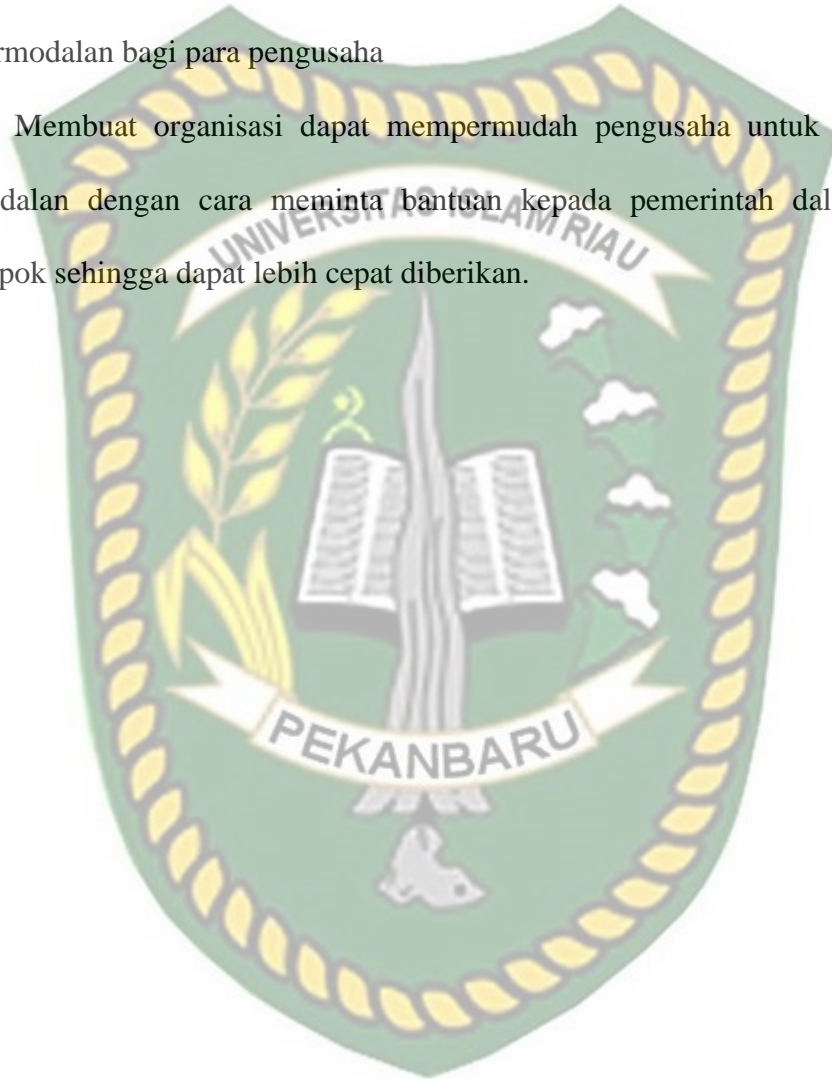 rmodalan bagi para pengusaha
Membuat organisasi dapat mempermudah pengusaha untuk
dalan dengan cara meminta bantuan kepada pemerintah dal
pok sehingga dapat lebih cepat diberikan.
UNIVERSITAS ISLAM RIAU
PEKANBARU